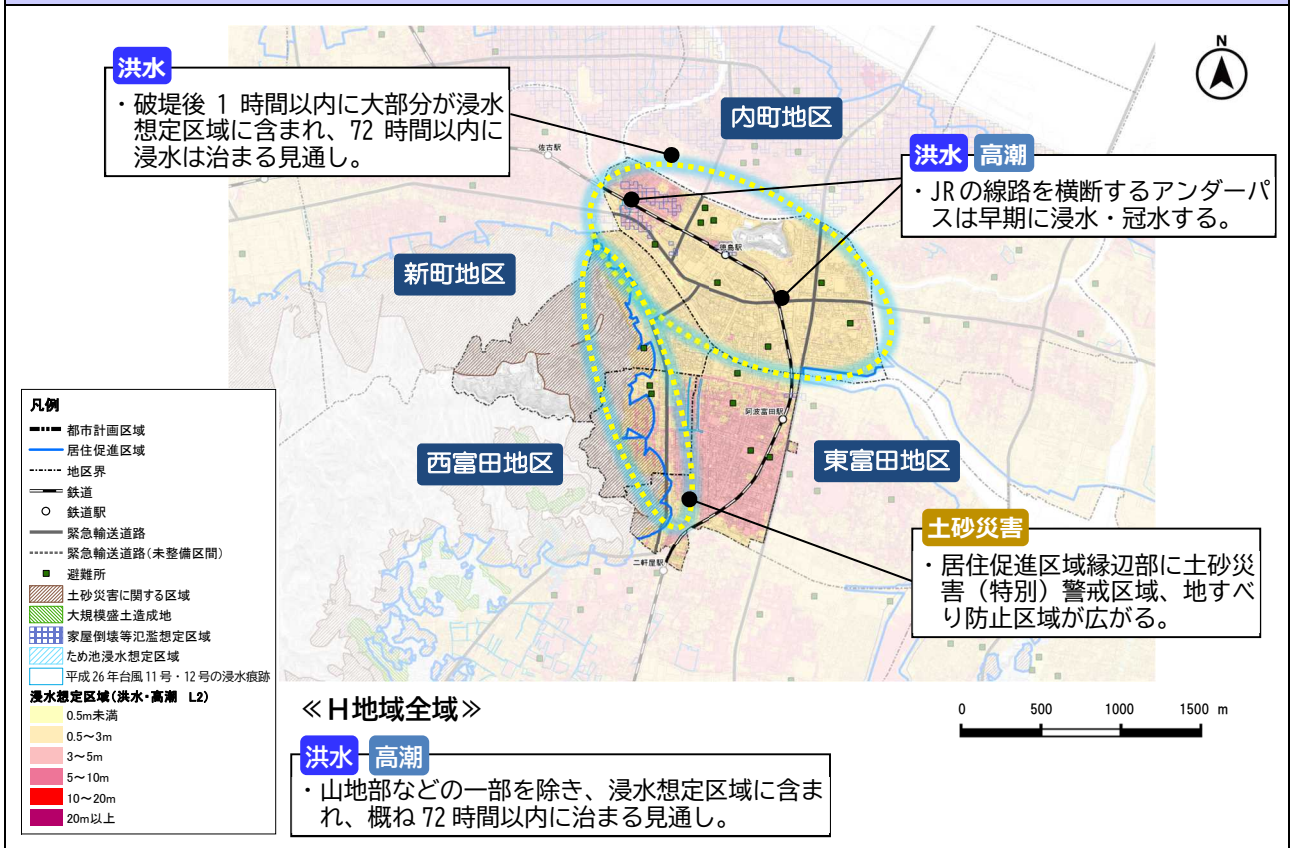 洪水
・破堤後 1 時間以内に大部分が浸水
想定区域に含まれ、72 時間以内に
浸水は治まる見通し。
内町地区
N
洪水 高潮
・JRの線路を横断するアンダーパ
スは早期に浸水・冠水する。
佐古駅
徳島駅
新町地区
阿波富田駅
西富田地区
東富田地区
二軒屋駅
土砂災害
・居住促進区域縁辺部に土砂災
害（特別）警戒区域、地すべ
り防止区域が広がる。
凡例
都市計画区域
居住促進区域
地区界
鉄道
鉄道駅
緊急輸送道路
緊急輸送道路(未整備区間)
避難所
土砂災害に関する区域
大規模盛土造成地
家屋倒壊等氾濫想定区域
ため池浸水想定区域
平成26年台風11号・12号の浸水痕跡
浸水想定区域(洪水・高潮 L2)
0.5m未満
0.5～3m
3～5m
5～10m
10～20m
20m以上
≪H地域全域≫
洪水 高潮
・山地部などの一部を除き、浸水想定区域に含ま
れ、概ね72時間以内に治まる見通し。
0 500 1000 1500 m